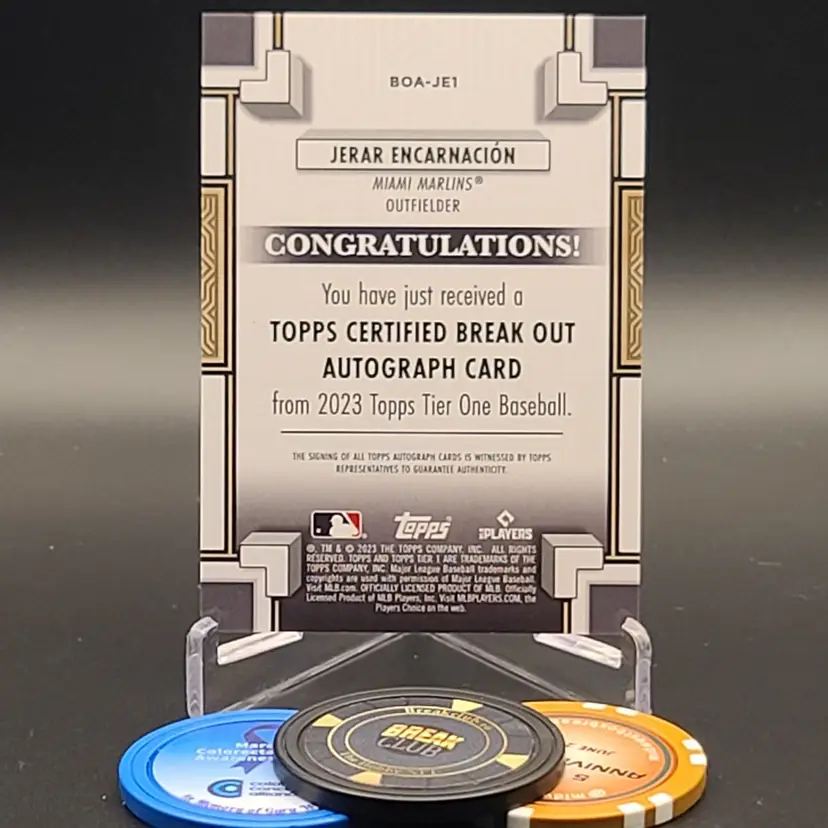 BOA-JE1
JERAR ENCARNACIÓN
MIAMI MARLINS®
OUTFIELDER
CONGRATULATIONS!
You have just received a
TOPPS CERTIFIED BREAK OUT
AUTOGRAPH CARD
from 2023 Topps Tier One Baseball.
THE SIGNING OF ALL TOPPS AUTOGRAPH CARDS IS WITNESSED BY TOPPS
REPRESENTATIVES TO GUARANTEE AUTHENTICITY.
Topps
PLAYERS
®, TM & © 2023 THE TOPPS COMPANY, INC. ALL RIGHTS
RESERVED. TOPPS AND TOPPS TIER 1 ARE TRADEMARKS OF THE
TOPPS COMPANY, INC. Major League Baseball trademarks and
copyrights are used with permission of Major League Baseball.
Visit MLB.com. OFFICIALLY LICENSED PRODUCT OF MLB. Officially
Licensed Product of MLB Players, Inc. Visit MLBPLAYERS.COM, the
Players Choice on the web.
BREAK
CLUB
Awareness
ANNIV
5
JUNE